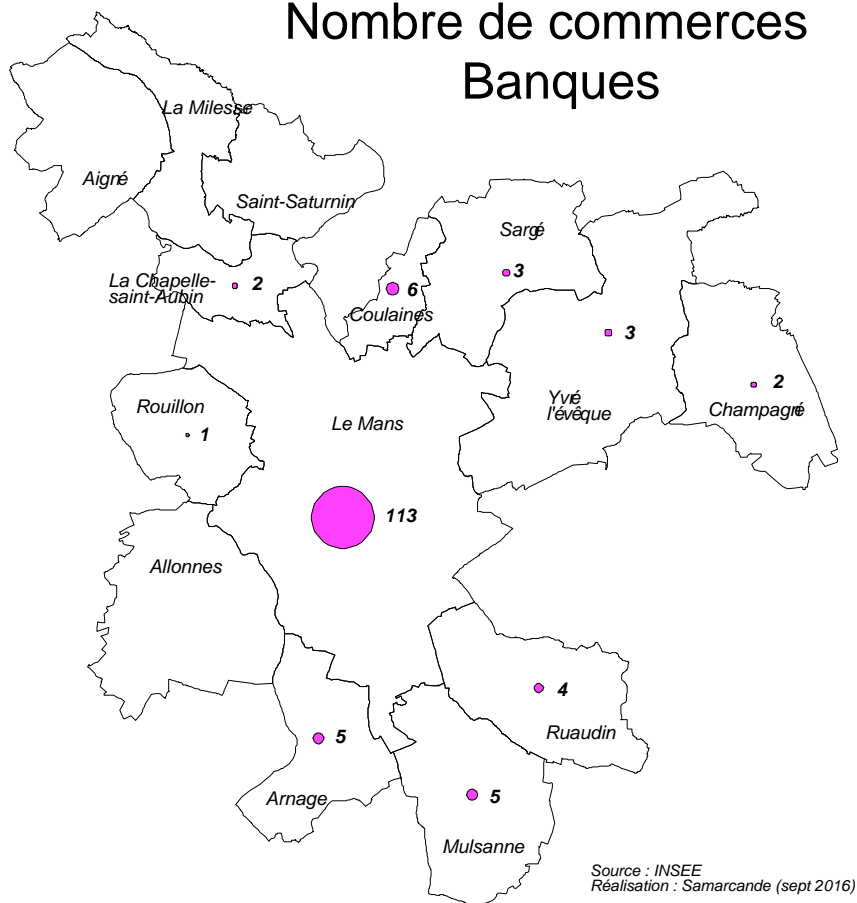 Nombre de commerces
Banques
La Milesse
Aigné
Saint-Saturnin
Sargé
La Chapelle-
saint-Aubin
2
6
Coulaines
3
3
Yvré
l'évêque
2
Champagné
Rouillon
1
Le Mans
113
Allonnes
4
Ruaudin
5
Arnage
5
Mulsanne
Source : INSEE
Réalisation : Samarcande (sept 2016)